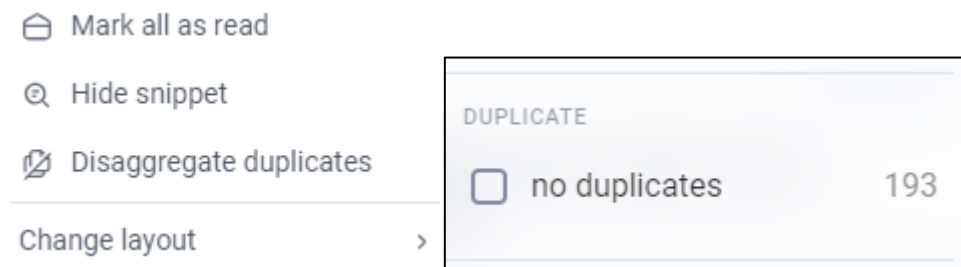 Mark all as read
Hide snippet
Disaggregate duplicates
Change layout
DUPLICATE
no duplicates 193